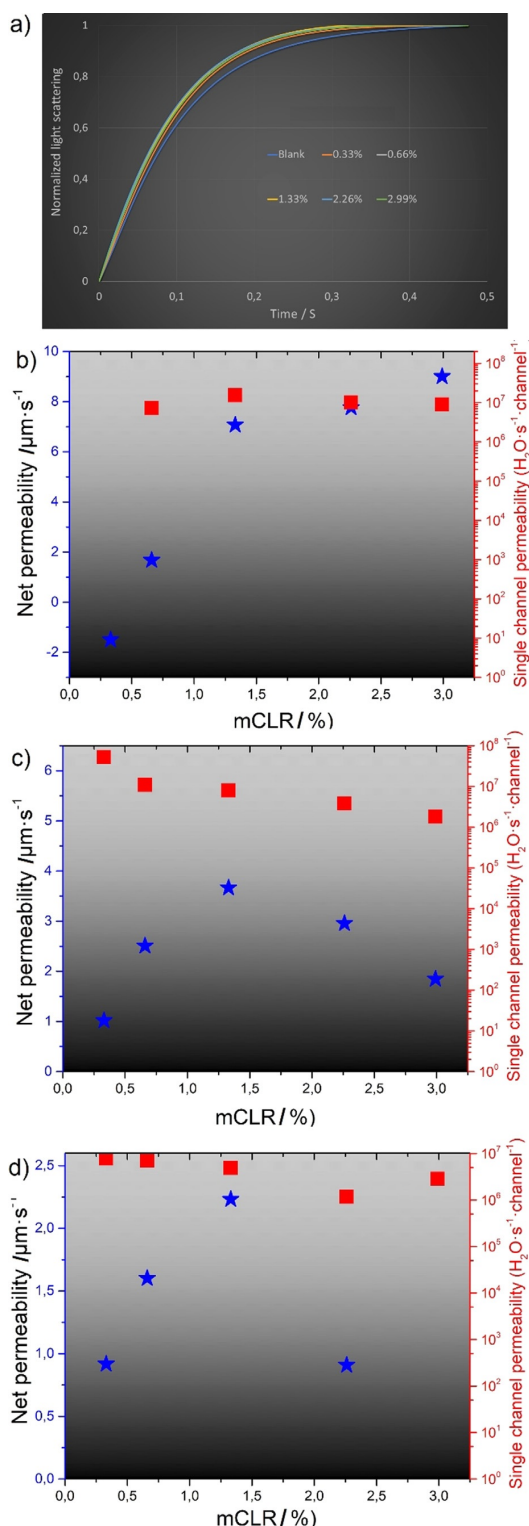 a)
Normalized light scattering
1
0,8
0,6
0,4
0,2
0
Blank 0.33% 0.66%
1.33% 2.26% 2.99%
0 0,1 0,2 0,3 0,4 0,5
Time / S
b)
Net permeability /µm·s⁻¹
10
8
6
4
2
0
-2
Single channel permeability (H₂O·s⁻¹·channel⁻¹)
10⁸
10⁷
10⁶
10⁵
10⁴
10³
10²
10¹
10⁰
0,0 0,5 1,0 1,5 2,0 2,5 3,0
mCLR / %)
c)
Net permeability /µm·s⁻¹
6
5
4
3
2
1
0
Single channel permeability (H₂O·s⁻¹·channel⁻¹)
10⁸
10⁷
10⁶
10⁵
10⁴
10³
10²
10¹
10⁰
0,0 0,5 1,0 1,5 2,0 2,5 3,0
mCLR / %)
d)
Net permeability /µm·s⁻¹
2,5
2,0
1,5
1,0
0,5
0,0
Single channel permeability (H₂O·s⁻¹·channel⁻¹)
10⁷
10⁶
10⁵
10⁴
10³
10²
10¹
10⁰
0,0 0,5 1,0 1,5 2,0 2,5 3,0
mCLR / %)